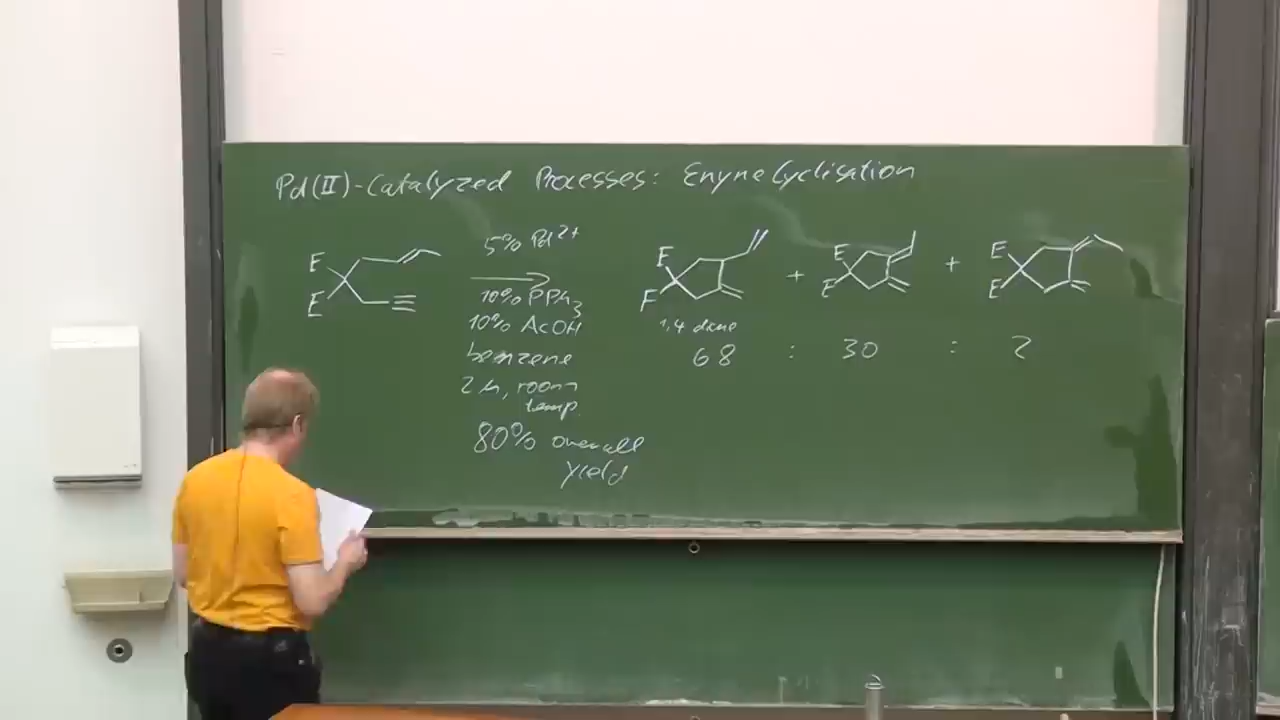 Pd(II)-Catalyzed Processes: Enyne Cyclisation
5% Pd2+
10% PPh3
10% AcOH
benzene
2 h, room
temp.
80% overall
yield
E
E
E
E
1,4 diene
+
E
E
+
E
E
68 : 30 : 2